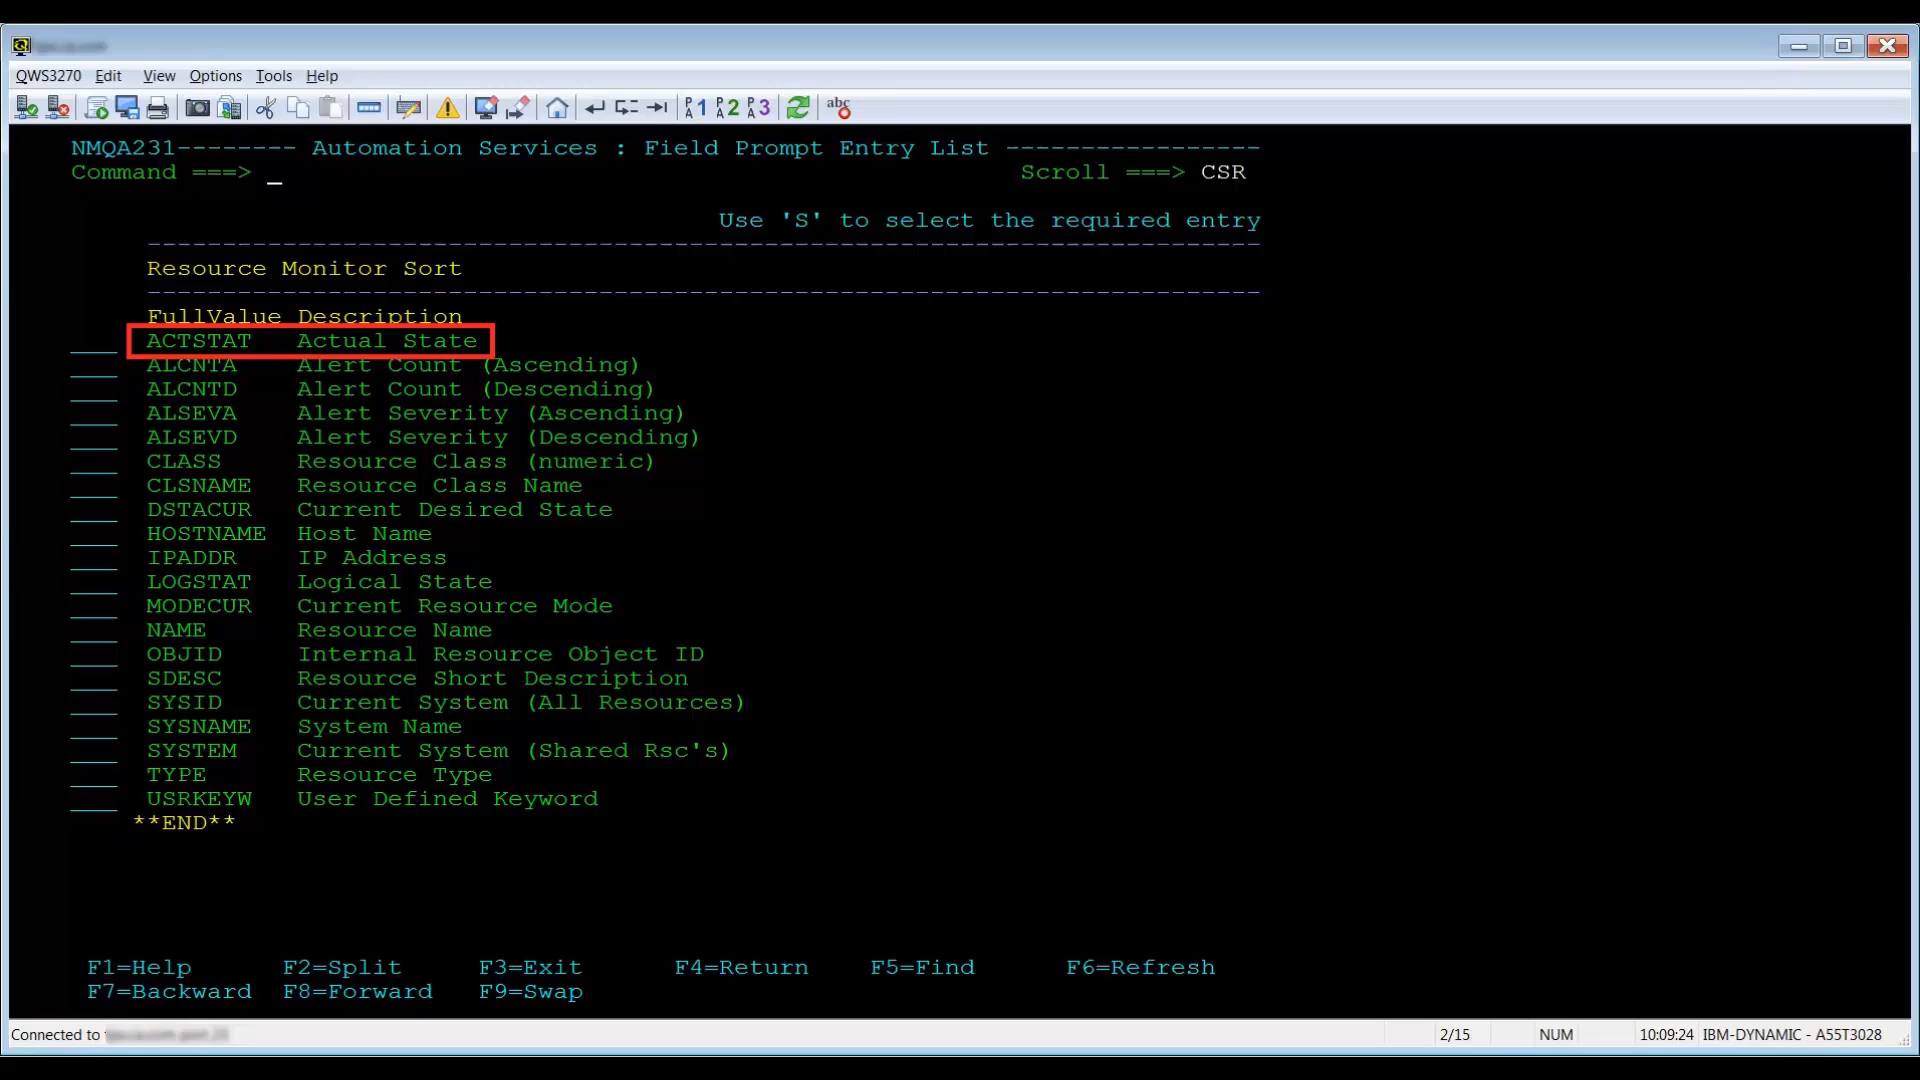 QWS3270 Edit View Options Tools Help
PA1 PA2 PA3 abc
NMQA231-------- Automation Services : Field Prompt Entry List -----------------
Command ===> _ Scroll ===> CSR
Use 'S' to select the required entry
Resource Monitor Sort
FullValue Description
ACTSTAT Actual State
ALCNTA Alert Count (Ascending)
ALCNTD Alert Count (Descending)
ALSEVA Alert Severity (Ascending)
ALSEVD Alert Severity (Descending)
CLASS Resource Class (numeric)
CLSNAME Resource Class Name
DSTACUR Current Desired State
HOSTNAME Host Name
IPADDR IP Address
LOGSTAT Logical State
MODECUR Current Resource Mode
NAME Resource Name
OBJID Internal Resource Object ID
SDESC Resource Short Description
SYSID Current System (All Resources)
SYSNAME System Name
SYSTEM Current System (Shared Rsc's)
TYPE Resource Type
USRKEYW User Defined Keyword
**END**
F1=Help F2=Split F3=Exit F4=Return F5=Find F6=Refresh
F7=Backward F8=Forward F9=Swap
Connected to 2/15 NUM 10:09:24 IBM-DYNAMIC - A55T3028